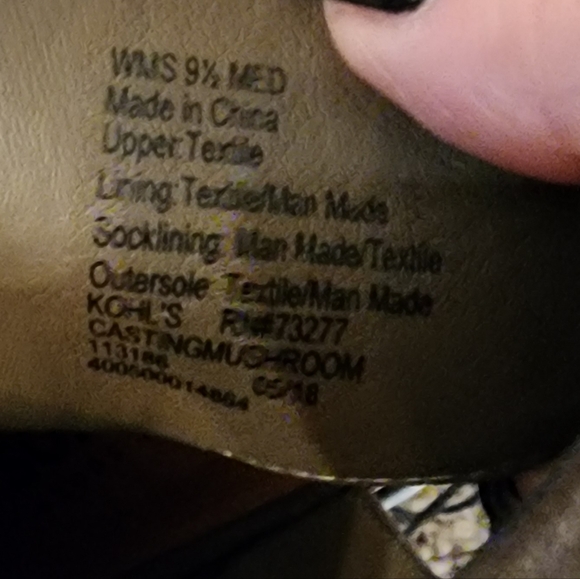 WMS 9½ MED
Made in China
Upper:Textile
Lining:Textile/Man Made
Socklining: Man Made/Textile
Outersole: Textile/Man Made
KOHL'S RN#73277
CASTINGMUSHROOM
05/18